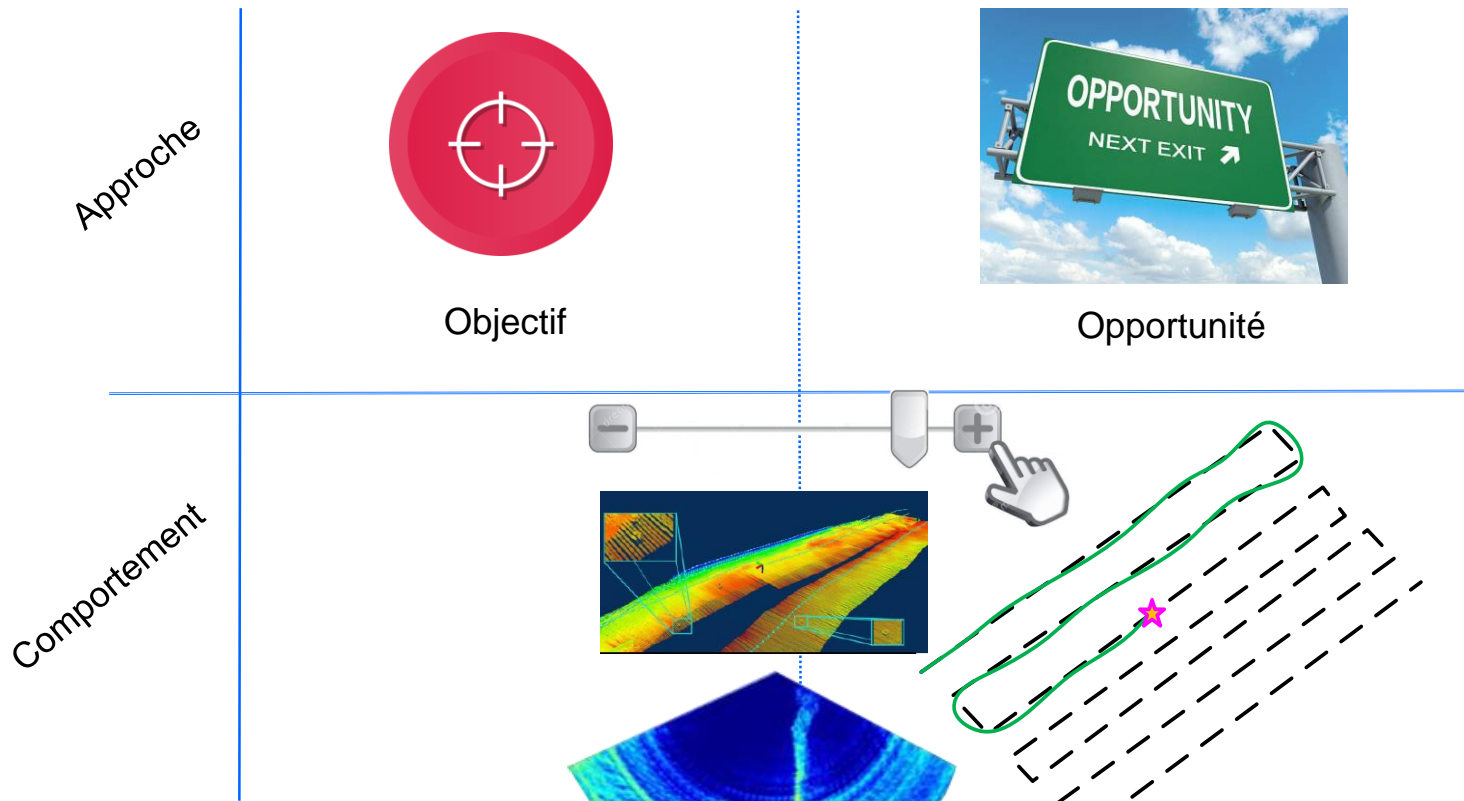 Approche
OPPORTUNITY
NEXT EXIT
Objectif
Opportunité
Comportement